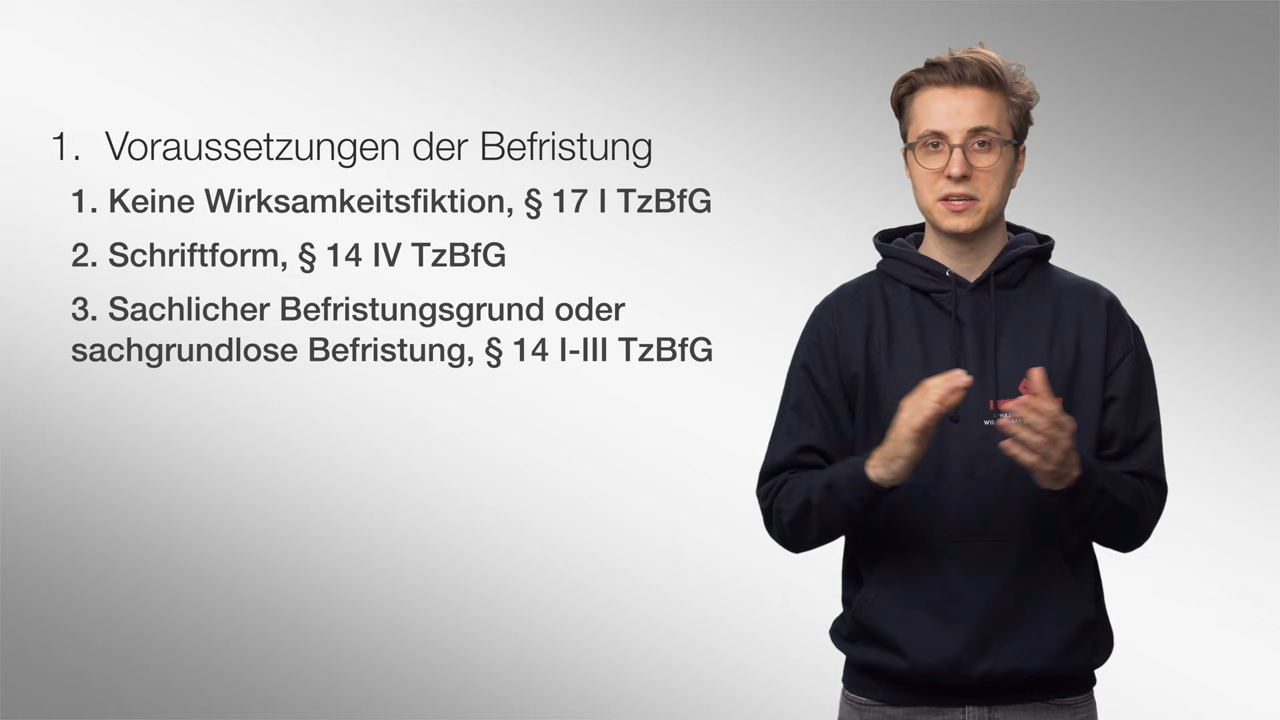 1. Voraussetzungen der Befristung
1. Keine Wirksamkeitsfiktion, § 17 I TzBfG
2. Schriftform, § 14 IV TzBfG
3. Sachlicher Befristungsgrund oder
sachgrundlose Befristung, § 14 I-III TzBfG